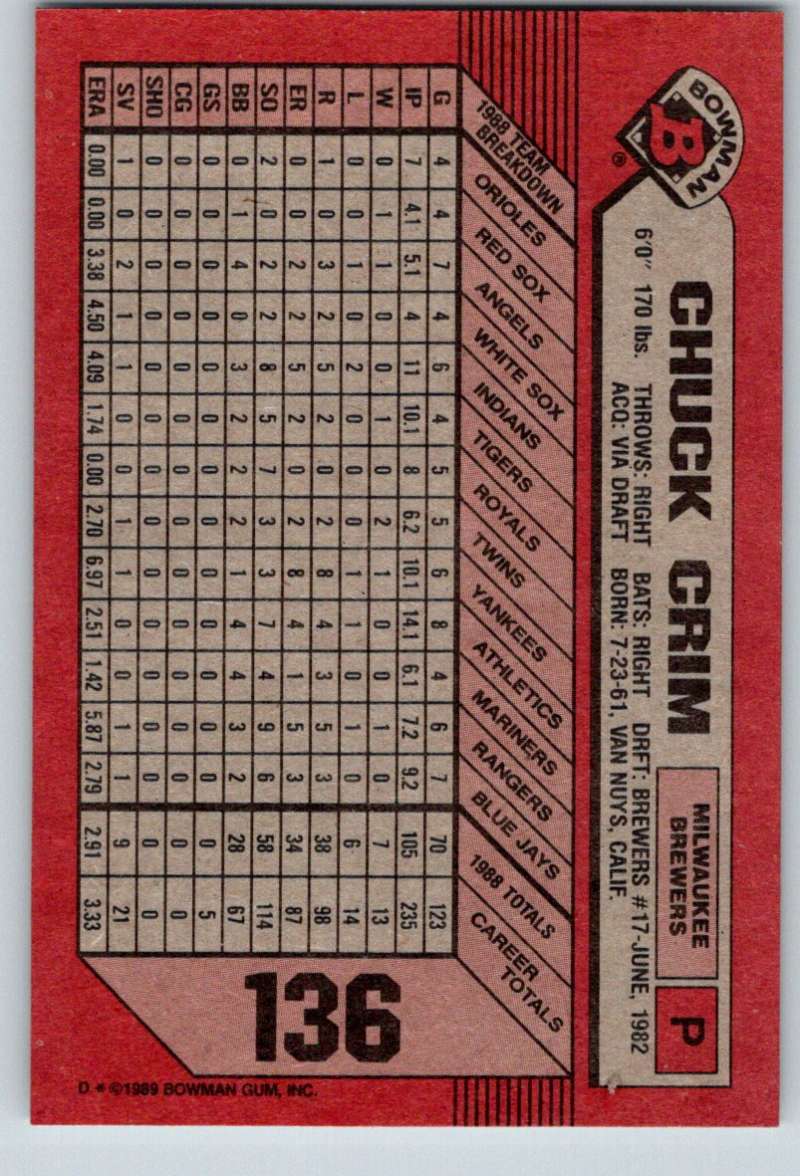 BOWMAN
B
®
CHUCK CRIM
MILWAUKEE
BREWERS
P
6'0" 170 lbs. THROWS: RIGHT BATS: RIGHT DRFT: BREWERS #17-JUNE, 1982
ACQ: VIA DRAFT BORN: 7-23-61, VAN NUYS, CALIF.
1988 TEAM
BREAKDOWN
ORIOLES
RED SOX
ANGELS
WHITE SOX
INDIANS
TIGERS
ROYALS
TWINS
YANKEES
ATHLETICS
MARINERS
RANGERS
BLUE JAYS
1988 TOTALS
CAREER
TOTALS
G 4 4 7 4 6 4 5 5 6 8 4 6 7 70 123
IP 7 4.1 5.1 4 11 10.1 8 6.2 10.1 14.1 6.1 7.2 9.2 105 235
W 0 1 1 0 0 1 0 2 1 0 0 1 0 7 13
L 0 0 1 0 2 0 0 0 1 1 0 1 0 6 14
R 1 0 3 2 5 2 0 2 8 4 3 5 3 38 98
ER 0 0 2 2 5 2 0 2 8 4 1 5 3 34 87
SO 2 0 2 2 8 5 7 3 3 7 4 9 6 58 114
BB 0 1 4 0 3 2 2 2 1 4 4 3 2 28 67
GS 0 0 0 0 0 0 0 0 0 0 0 0 0 0 5
CG 0 0 0 0 0 0 0 0 0 0 0 0 0 0 0
SHO 0 0 0 0 0 0 0 0 0 0 0 0 0 0 0
SV 1 0 2 1 1 0 0 1 1 0 0 1 1 9 21
ERA 0.00 0.00 3.38 4.50 4.09 1.74 0.00 2.70 6.97 2.51 1.42 5.87 2.79 2.91 3.33
136
D * ©1989 BOWMAN GUM, INC.